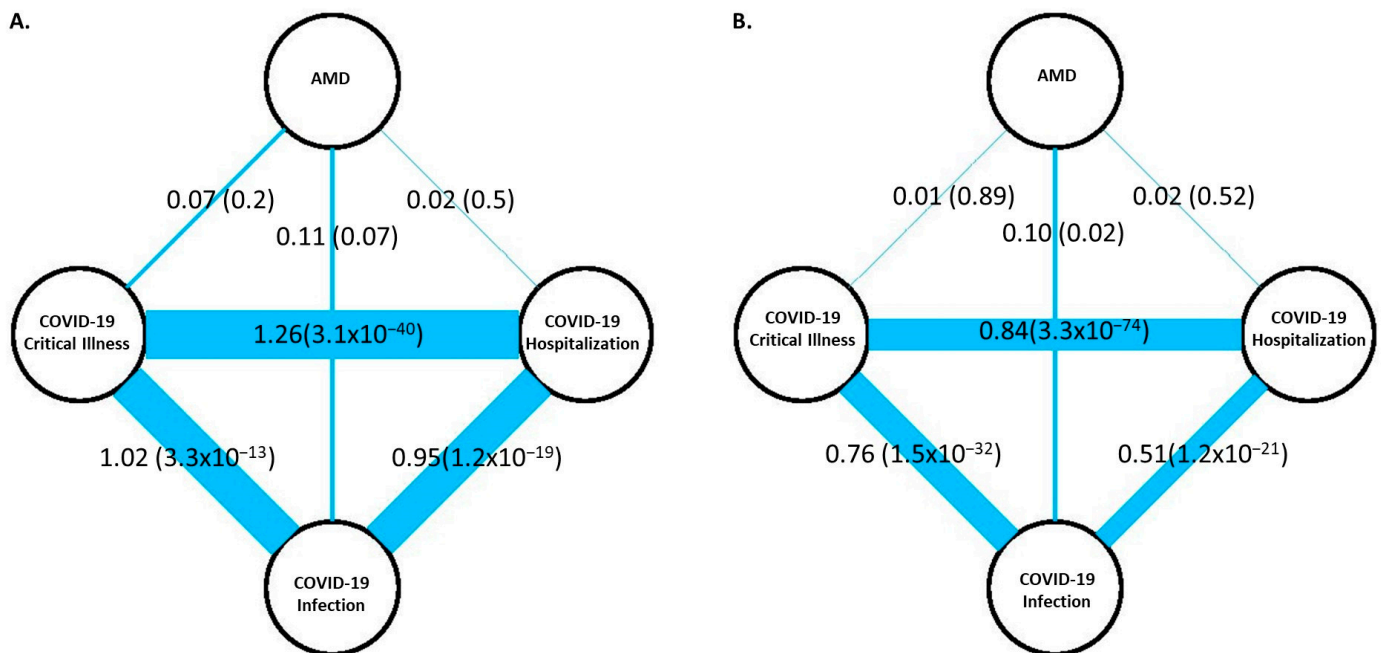 A.
AMD
0.07 (0.2)
0.02 (0.5)
0.11 (0.07)
COVID-19
Critical Illness
1.26(3.1x10⁻⁴⁰)
COVID-19
Hospitalization
1.02 (3.3x10⁻¹³)
0.95(1.2x10⁻¹⁹)
COVID-19
Infection
B.
AMD
0.01 (0.89)
0.02 (0.52)
0.10 (0.02)
COVID-19
Critical Illness
0.84(3.3x10⁻⁷⁴)
COVID-19
Hospitalization
0.76 (1.5x10⁻³²)
0.51(1.2x10⁻²¹)
COVID-19
Infection